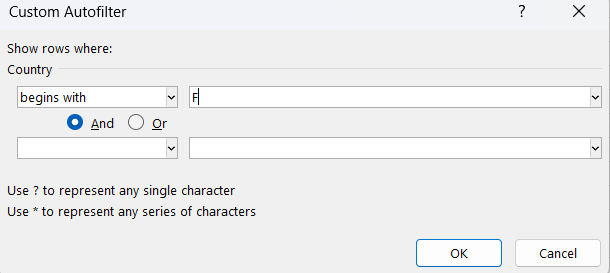 Custom Autofilter ?
Show rows where:
Country
begins with F
And Or
Use ? to represent any single character
Use * to represent any series of characters
OK Cancel